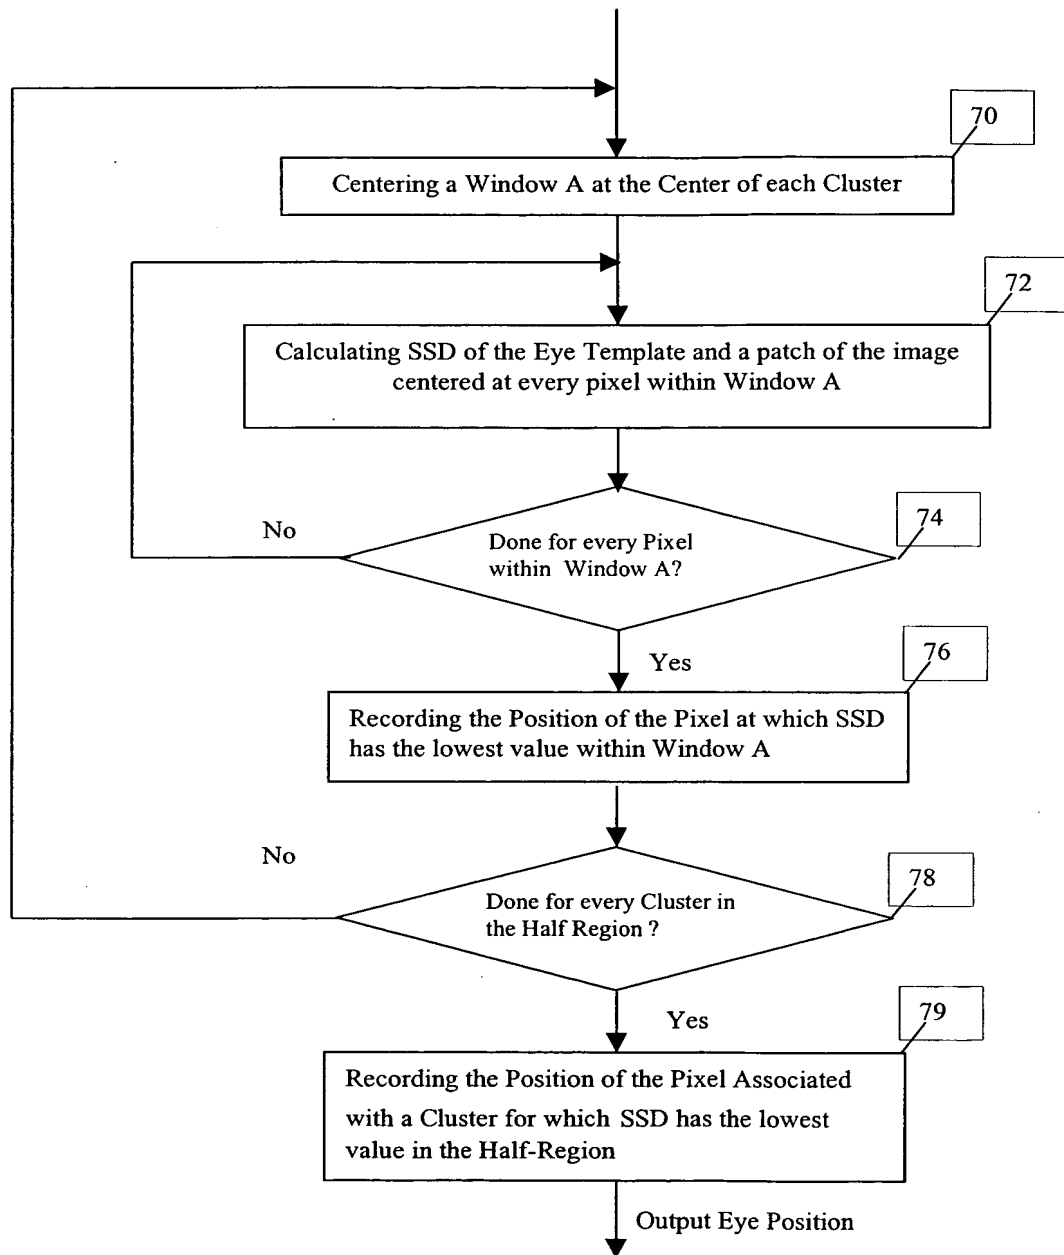 70
Centering a Window A at the Center of each Cluster
72
Calculating SSD of the Eye Template and a patch of the image
centered at every pixel within Window A
74
No
Done for every Pixel
within Window A?
76
Yes
Recording the Position of the Pixel at which SSD
has the lowest value within Window A
No
78
Done for every Cluster in
the Half Region ?
79
Yes
Recording the Position of the Pixel Associated
with a Cluster for which SSD has the lowest
value in the Half-Region
Output Eye Position